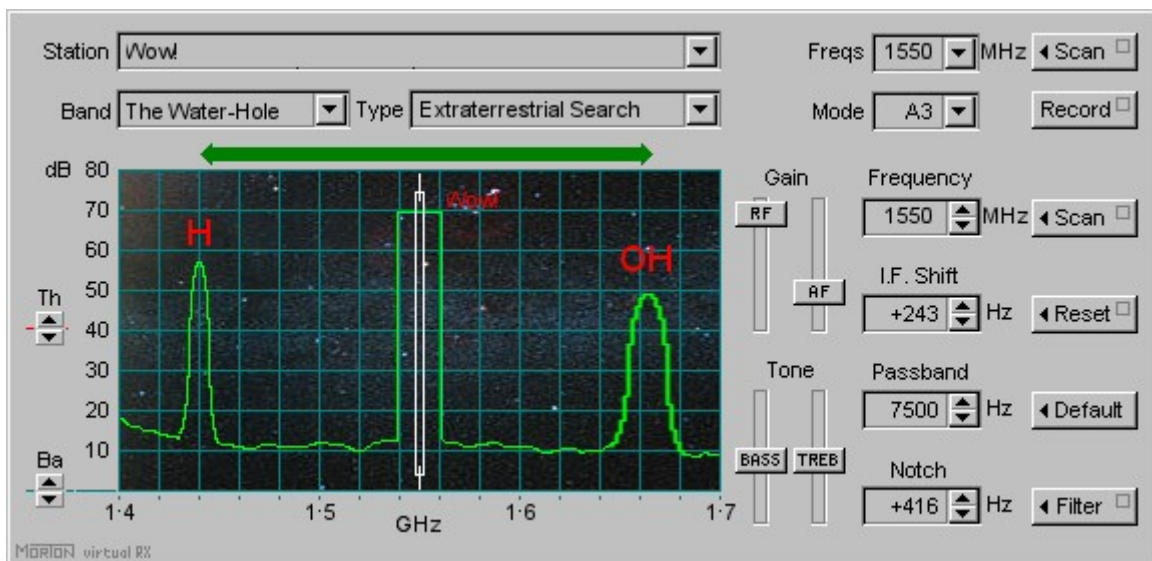 Station Wow! Freqs 1550 MHz Scan
Band The Water-Hole Type Extraterrestrial Search Mode A3 Record
dB 80
70 Wow!
60 H
50 OH
40
30
20
10
Th
Ba
1·4 1·5 1·6 1·7
GHz
Gain
RF
AF
Tone
BASS TREB
Frequency
1550 MHz Scan
I.F. Shift
+243 Hz Reset
Passband
7500 Hz Default
Notch
+416 Hz Filter
MORTON virtual RX